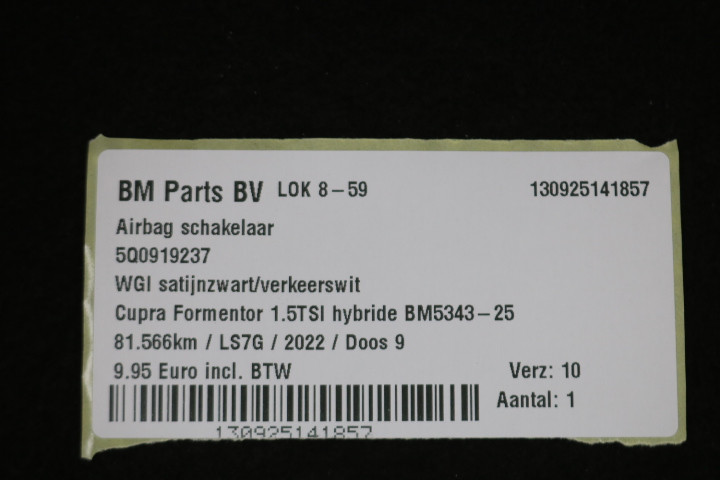 BM Parts BV LOK 8-59 130925141857
Airbag schakelaar
5Q0919237
WGI satijnzwart/verkeerswit
Cupra Formentor 1.5TSI hybride BM5343-25
81.566km / LS7G / 2022 / Doos 9
9.95 Euro incl. BTW Verz: 10
Aantal: 1
130925141857